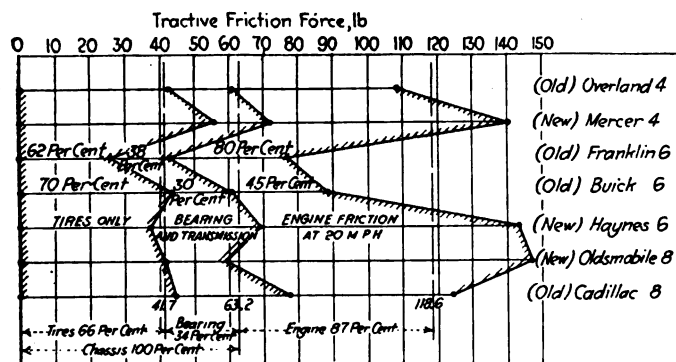 Tractive Friction Force, lb
0 10 20 30 40 50 60 70 80 90 100 110 120 130 140 150
(Old) Overland 4
(New) Mercer 4
62 Per Cent 38 Per Cent 80 Per Cent (Old) Franklin 6
70 Per Cent 30 Per Cent 45 Per Cent (Old) Buick 6
TIRES ONLY BEARING AND TRANSMISSION ENGINE FRICTION AT 20 M P H (New) Haynes 6
(New) Oldsmobile 8
41.7 63.2 118.6 (Old) Cadillac 8
Tires 66 Per Cent Bearing 34 Per Cent Engine 87 Per Cent
Chassis 100 Per Cent